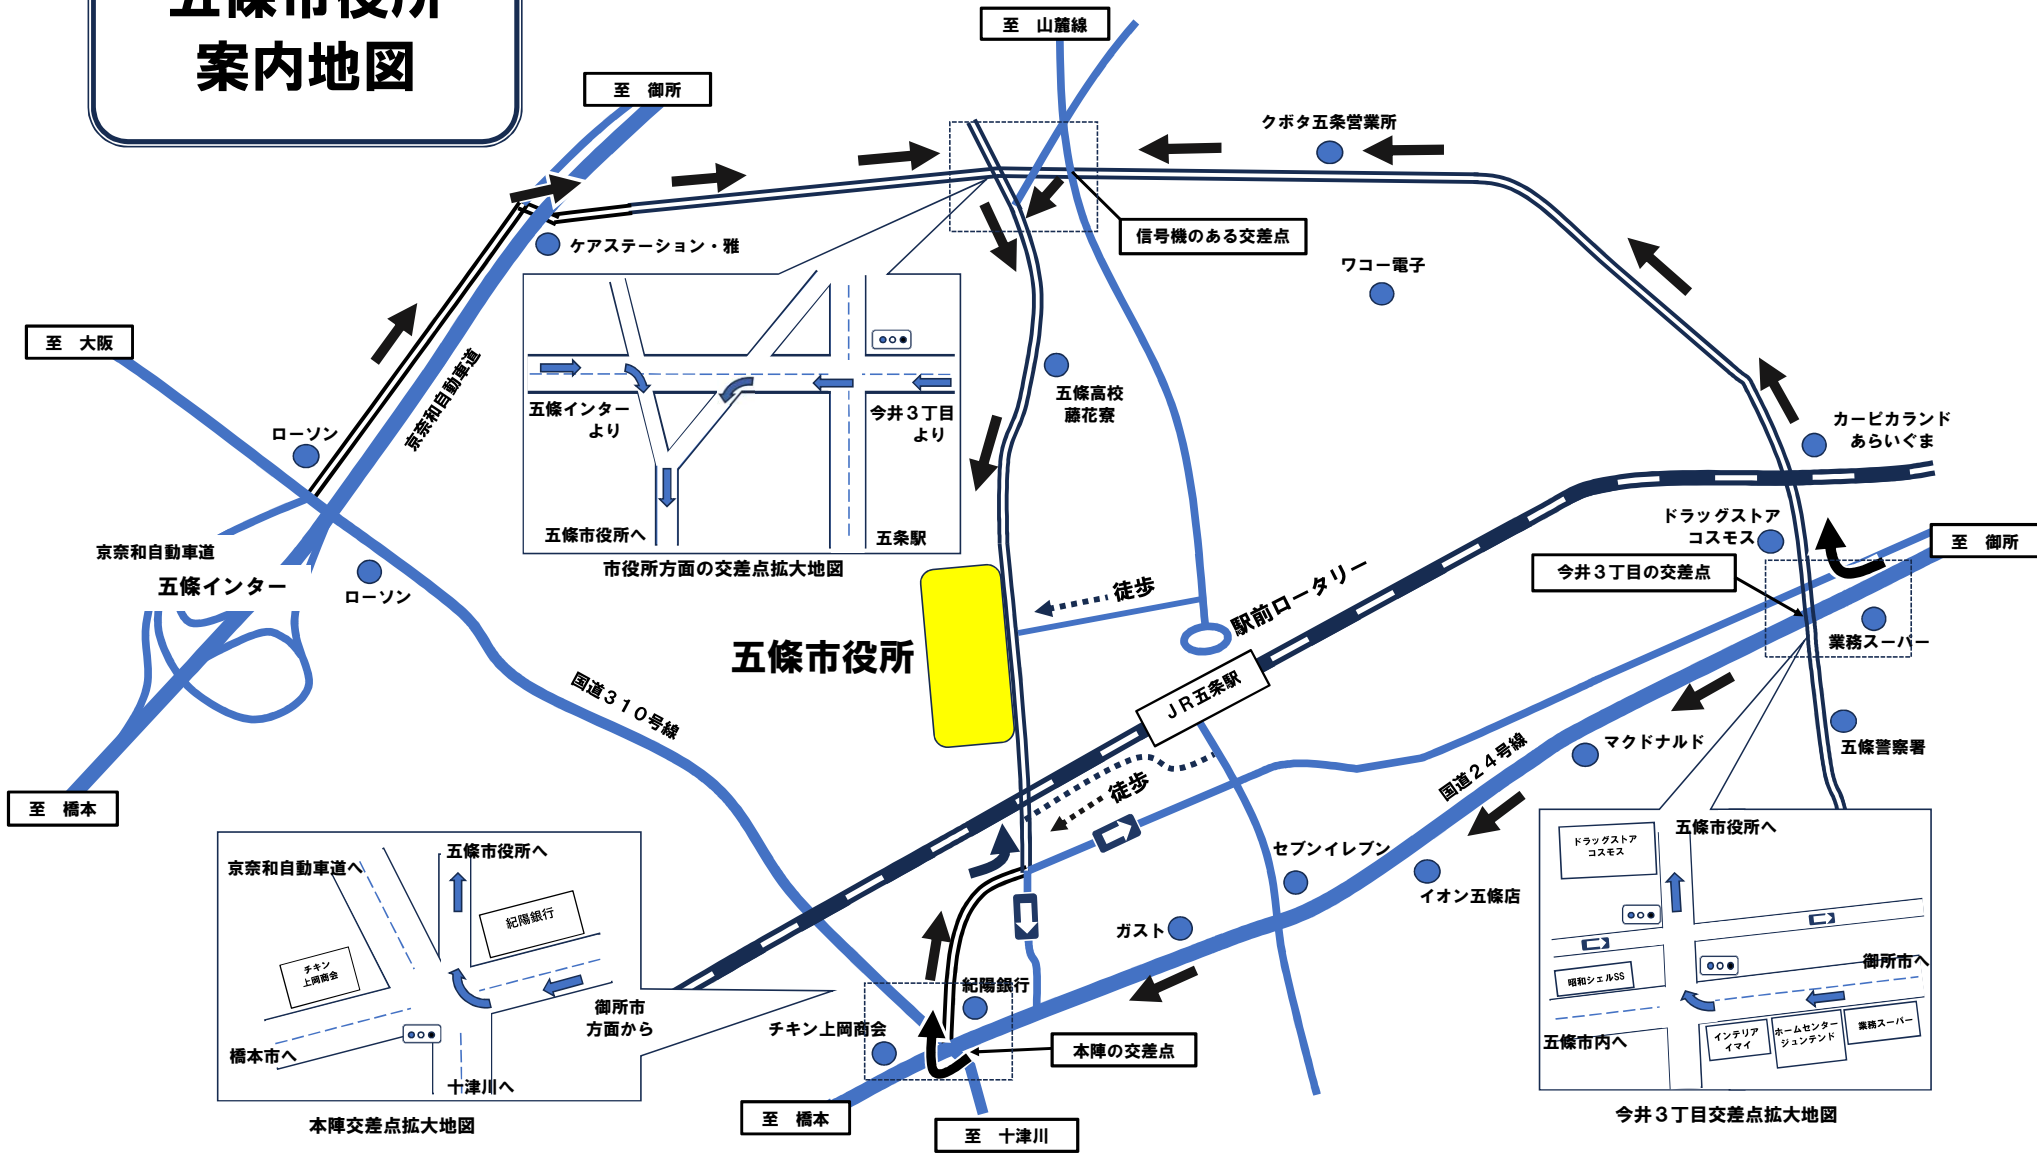 五條市役所
案内地図
至　山麓線
至　御所
クボタ五条営業所
信号機のある交差点
ケアステーション・雅
ワコー電子
至　大阪
京奈和自動車道
五條インター
より
今井３丁目
より
五條市役所へ
五条駅
市役所方面の交差点拡大地図
五條高校
藤花寮
カービカランド
あらいぐま
ローソン
ドラッグストア
コスモス
至　御所
京奈和自動車道
五條インター
ローソン
今井３丁目の交差点
徒歩
駅前ロータリー
業務スーパー
五條市役所
国道３１０号線
ＪＲ五条駅
五條警察署
マクドナルド
国道２４号線
徒歩
至　橋本
セブンイレブン
イオン五條店
ガスト
紀陽銀行
チキン上岡商会
本陣の交差点
至　橋本
至　十津川
京奈和自動車道へ
五條市役所へ
紀陽銀行
チキン
上岡商会
御所市
方面から
橋本市へ
十津川へ
本陣交差点拡大地図
五條市役所へ
ドラッグストア
コスモス
御所市へ
昭和シェルSS
五條市内へ
インテリア
イマイ
ホームセンター
ジュンテンド
業務スーパー
今井３丁目交差点拡大地図